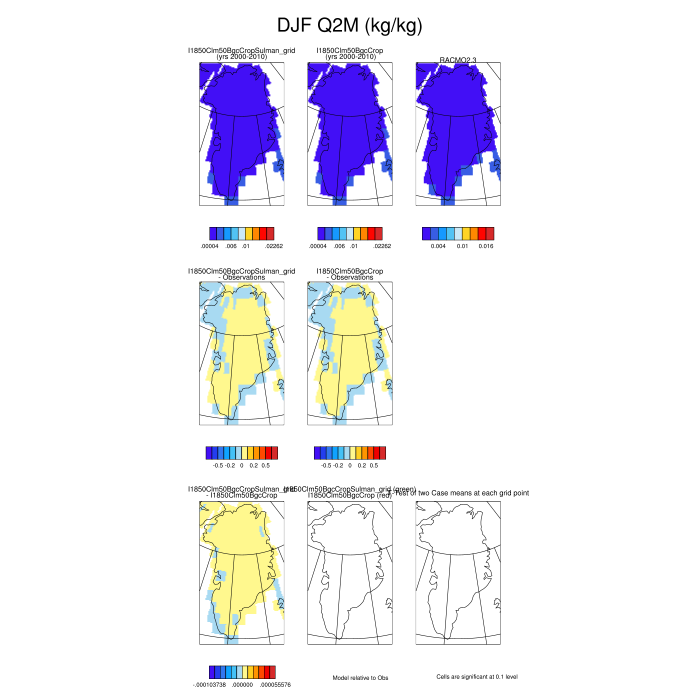 DJF Q2M (kg/kg)
I1850Clm50BgcCropSulman_grid
(yrs 2000-2010)
I1850Clm50BgcCrop
(yrs 2000-2010)
RACMO2.3
.00004 .006 .01 .02262
.00004 .006 .01 .02262
0.004 0.01 0.016
I1850Clm50BgcCropSulman_grid
- Observations
I1850Clm50BgcCrop
- Observations
-0.5 -0.2 0 0.2 0.5
-0.5 -0.2 0 0.2 0.5
I1850Clm50BgcCropSulman_grid
- I1850Clm50BgcCrop
I1850Clm50BgcCropSulman_grid (green)
I1850Clm50BgcCrop (red)
Test of two Case means at each grid point
-.000103738 .000000 .000055576
Model relative to Obs
Cells are significant at 0.1 level